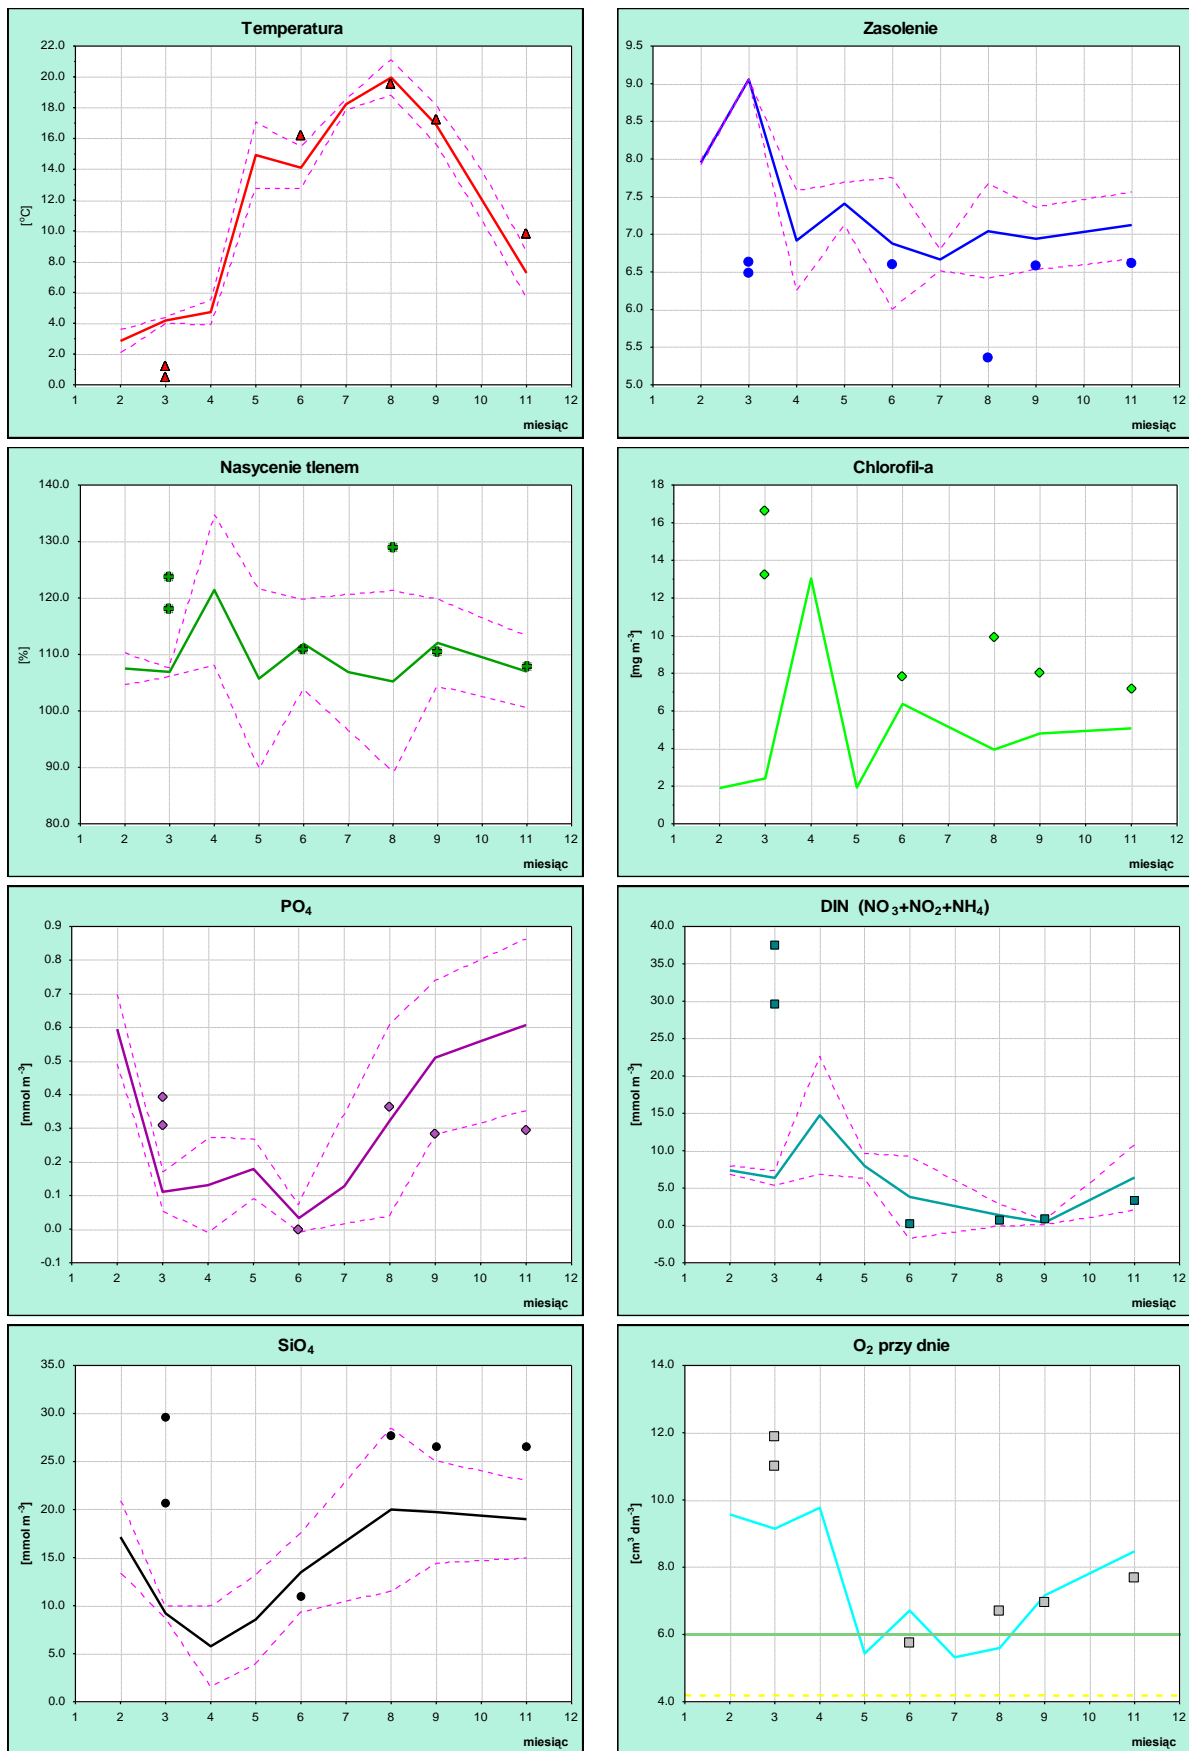 Temperatura
[°C]
22.0
20.0
18.0
16.0
14.0
12.0
10.0
8.0
6.0
4.0
2.0
0.0
1 2 3 4 5 6 7 8 9 10 11 12
miesiąc
Zasolenie
9.5
9.0
8.5
8.0
7.5
7.0
6.5
6.0
5.5
5.0
1 2 3 4 5 6 7 8 9 10 11 12
miesiąc
Nasycenie tlenem
[%]
140.0
130.0
120.0
110.0
100.0
90.0
80.0
1 2 3 4 5 6 7 8 9 10 11 12
miesiąc
Chlorofil-a
[mg m⁻³]
18
16
14
12
10
8
6
4
2
0
1 2 3 4 5 6 7 8 9 10 11 12
miesiąc
PO₄
[mmol m⁻³]
0.9
0.8
0.7
0.6
0.5
0.4
0.3
0.2
0.1
0.0
-0.1
1 2 3 4 5 6 7 8 9 10 11 12
miesiąc
DIN (NO₃+NO₂+NH₄)
[mmol m⁻³]
40.0
35.0
30.0
25.0
20.0
15.0
10.0
5.0
0.0
-5.0
1 2 3 4 5 6 7 8 9 10 11 12
miesiąc
SiO₄
[mmol m⁻³]
35.0
30.0
25.0
20.0
15.0
10.0
5.0
0.0
1 2 3 4 5 6 7 8 9 10 11 12
miesiąc
O₂ przy dnie
[cm³ dm⁻³]
14.0
12.0
10.0
8.0
6.0
4.0
1 2 3 4 5 6 7 8 9 10 11 12
miesiąc